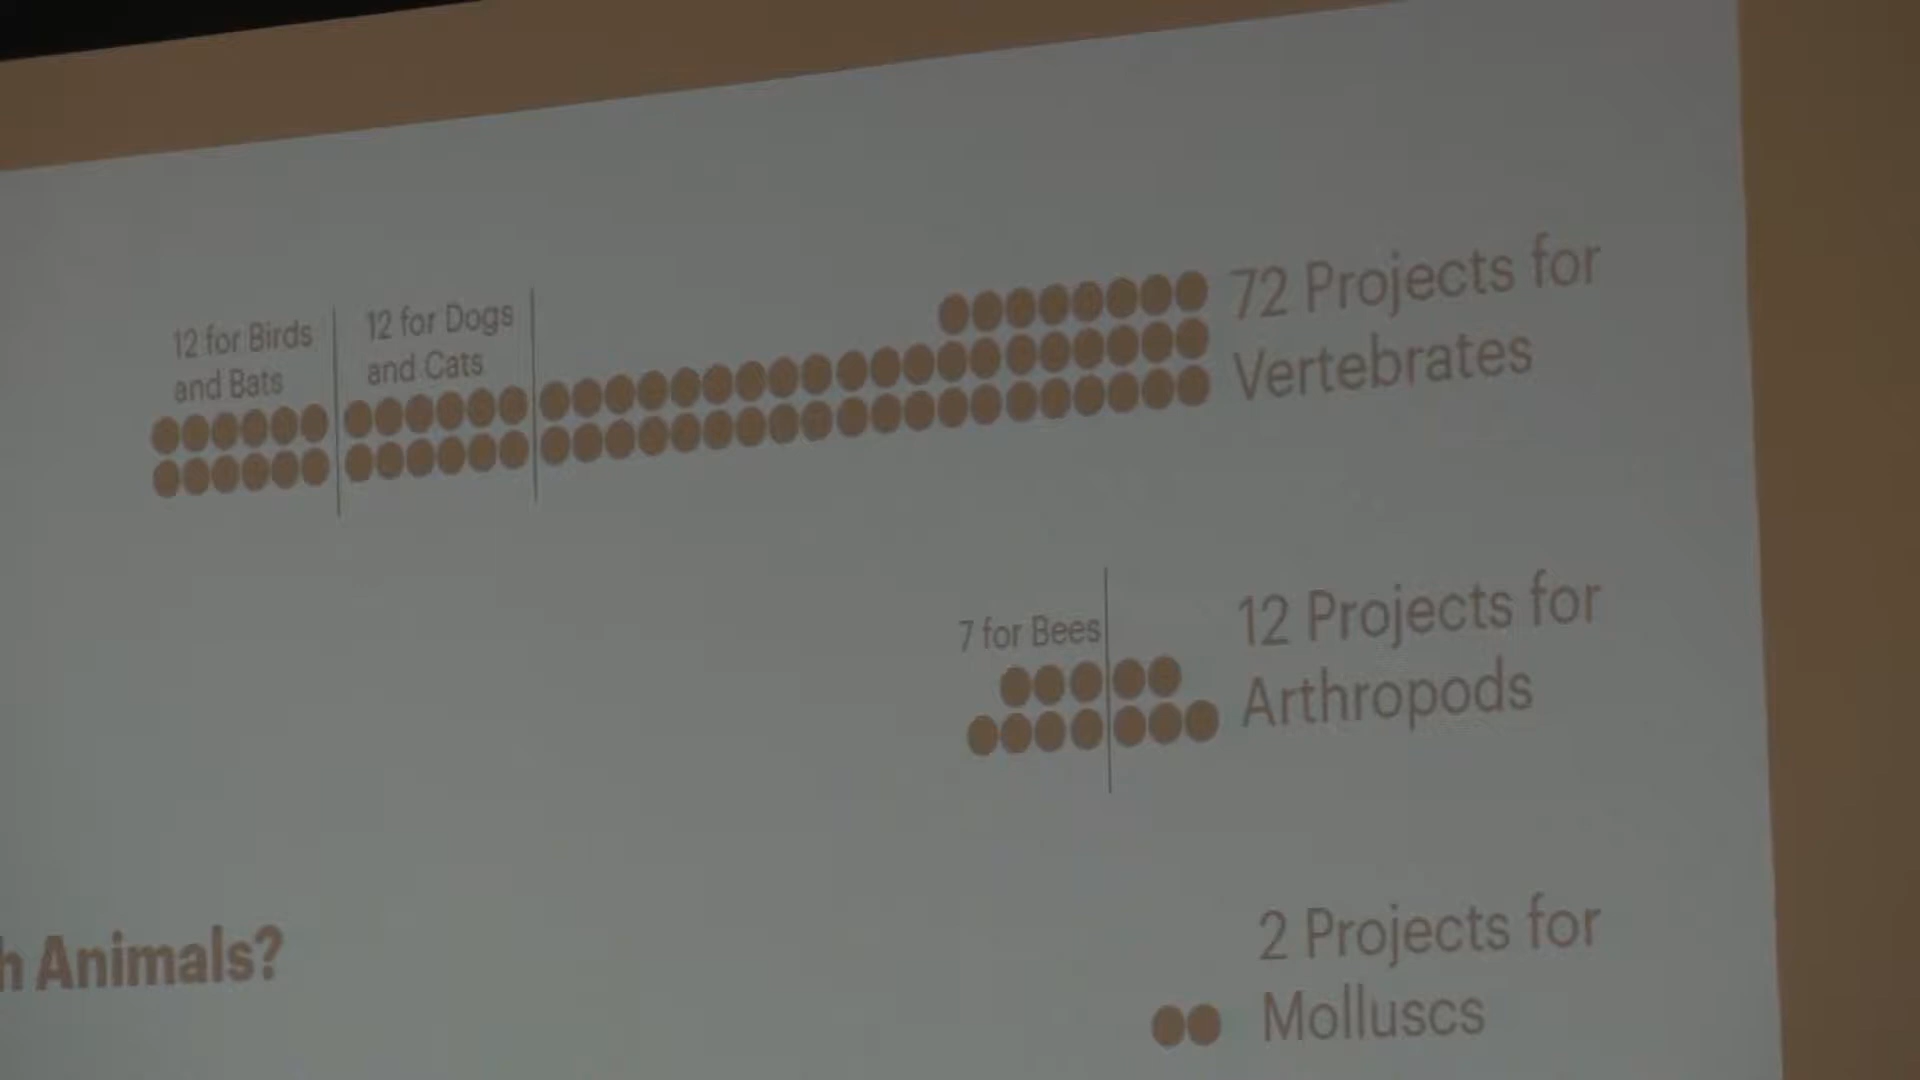 12 for Birds
and Bats
12 for Dogs
and Cats
72 Projects for
Vertebrates
7 for Bees
12 Projects for
Arthropods
h Animals?
2 Projects for
Molluscs